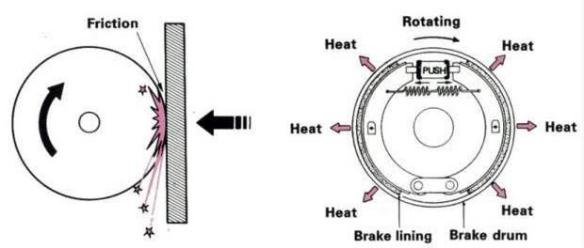 Friction
Rotating
Heat
Heat
PUSH
Heat
Heat
Heat
Heat
Brake lining
Brake drum